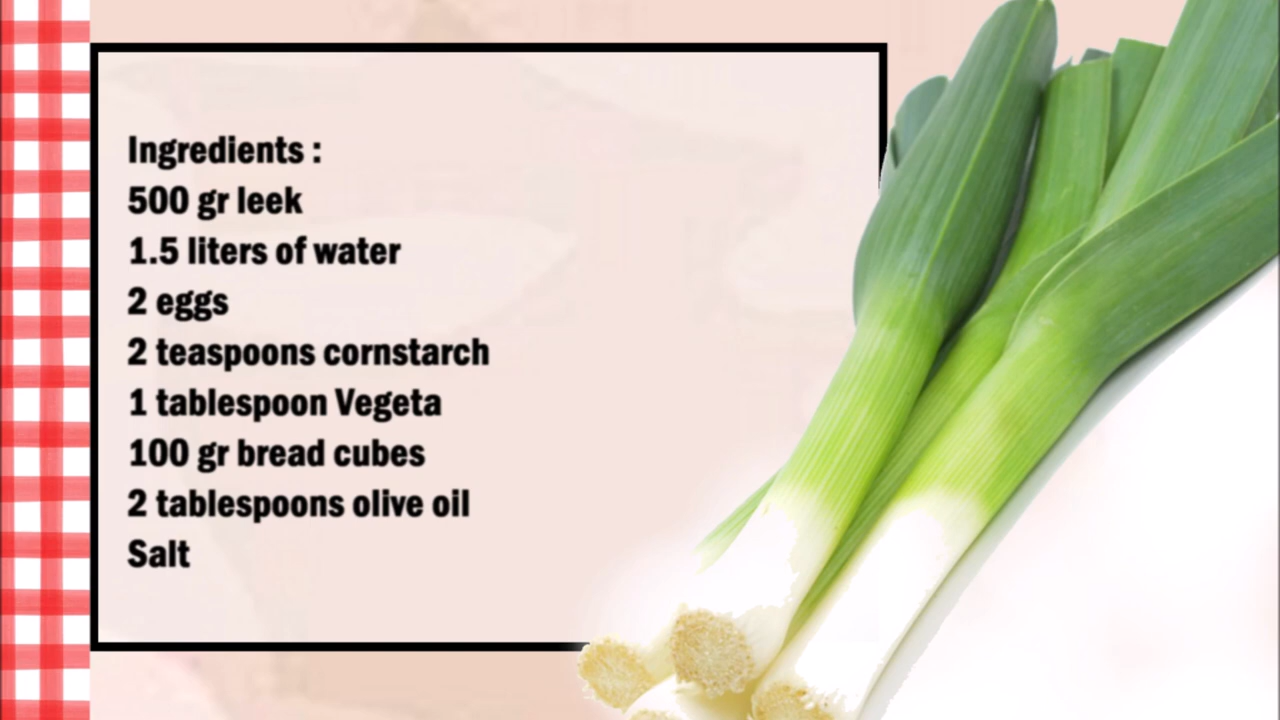 Ingredients :
500 gr leek
1.5 liters of water
2 eggs
2 teaspoons cornstarch
1 tablespoon Vegeta
100 gr bread cubes
2 tablespoons olive oil
Salt